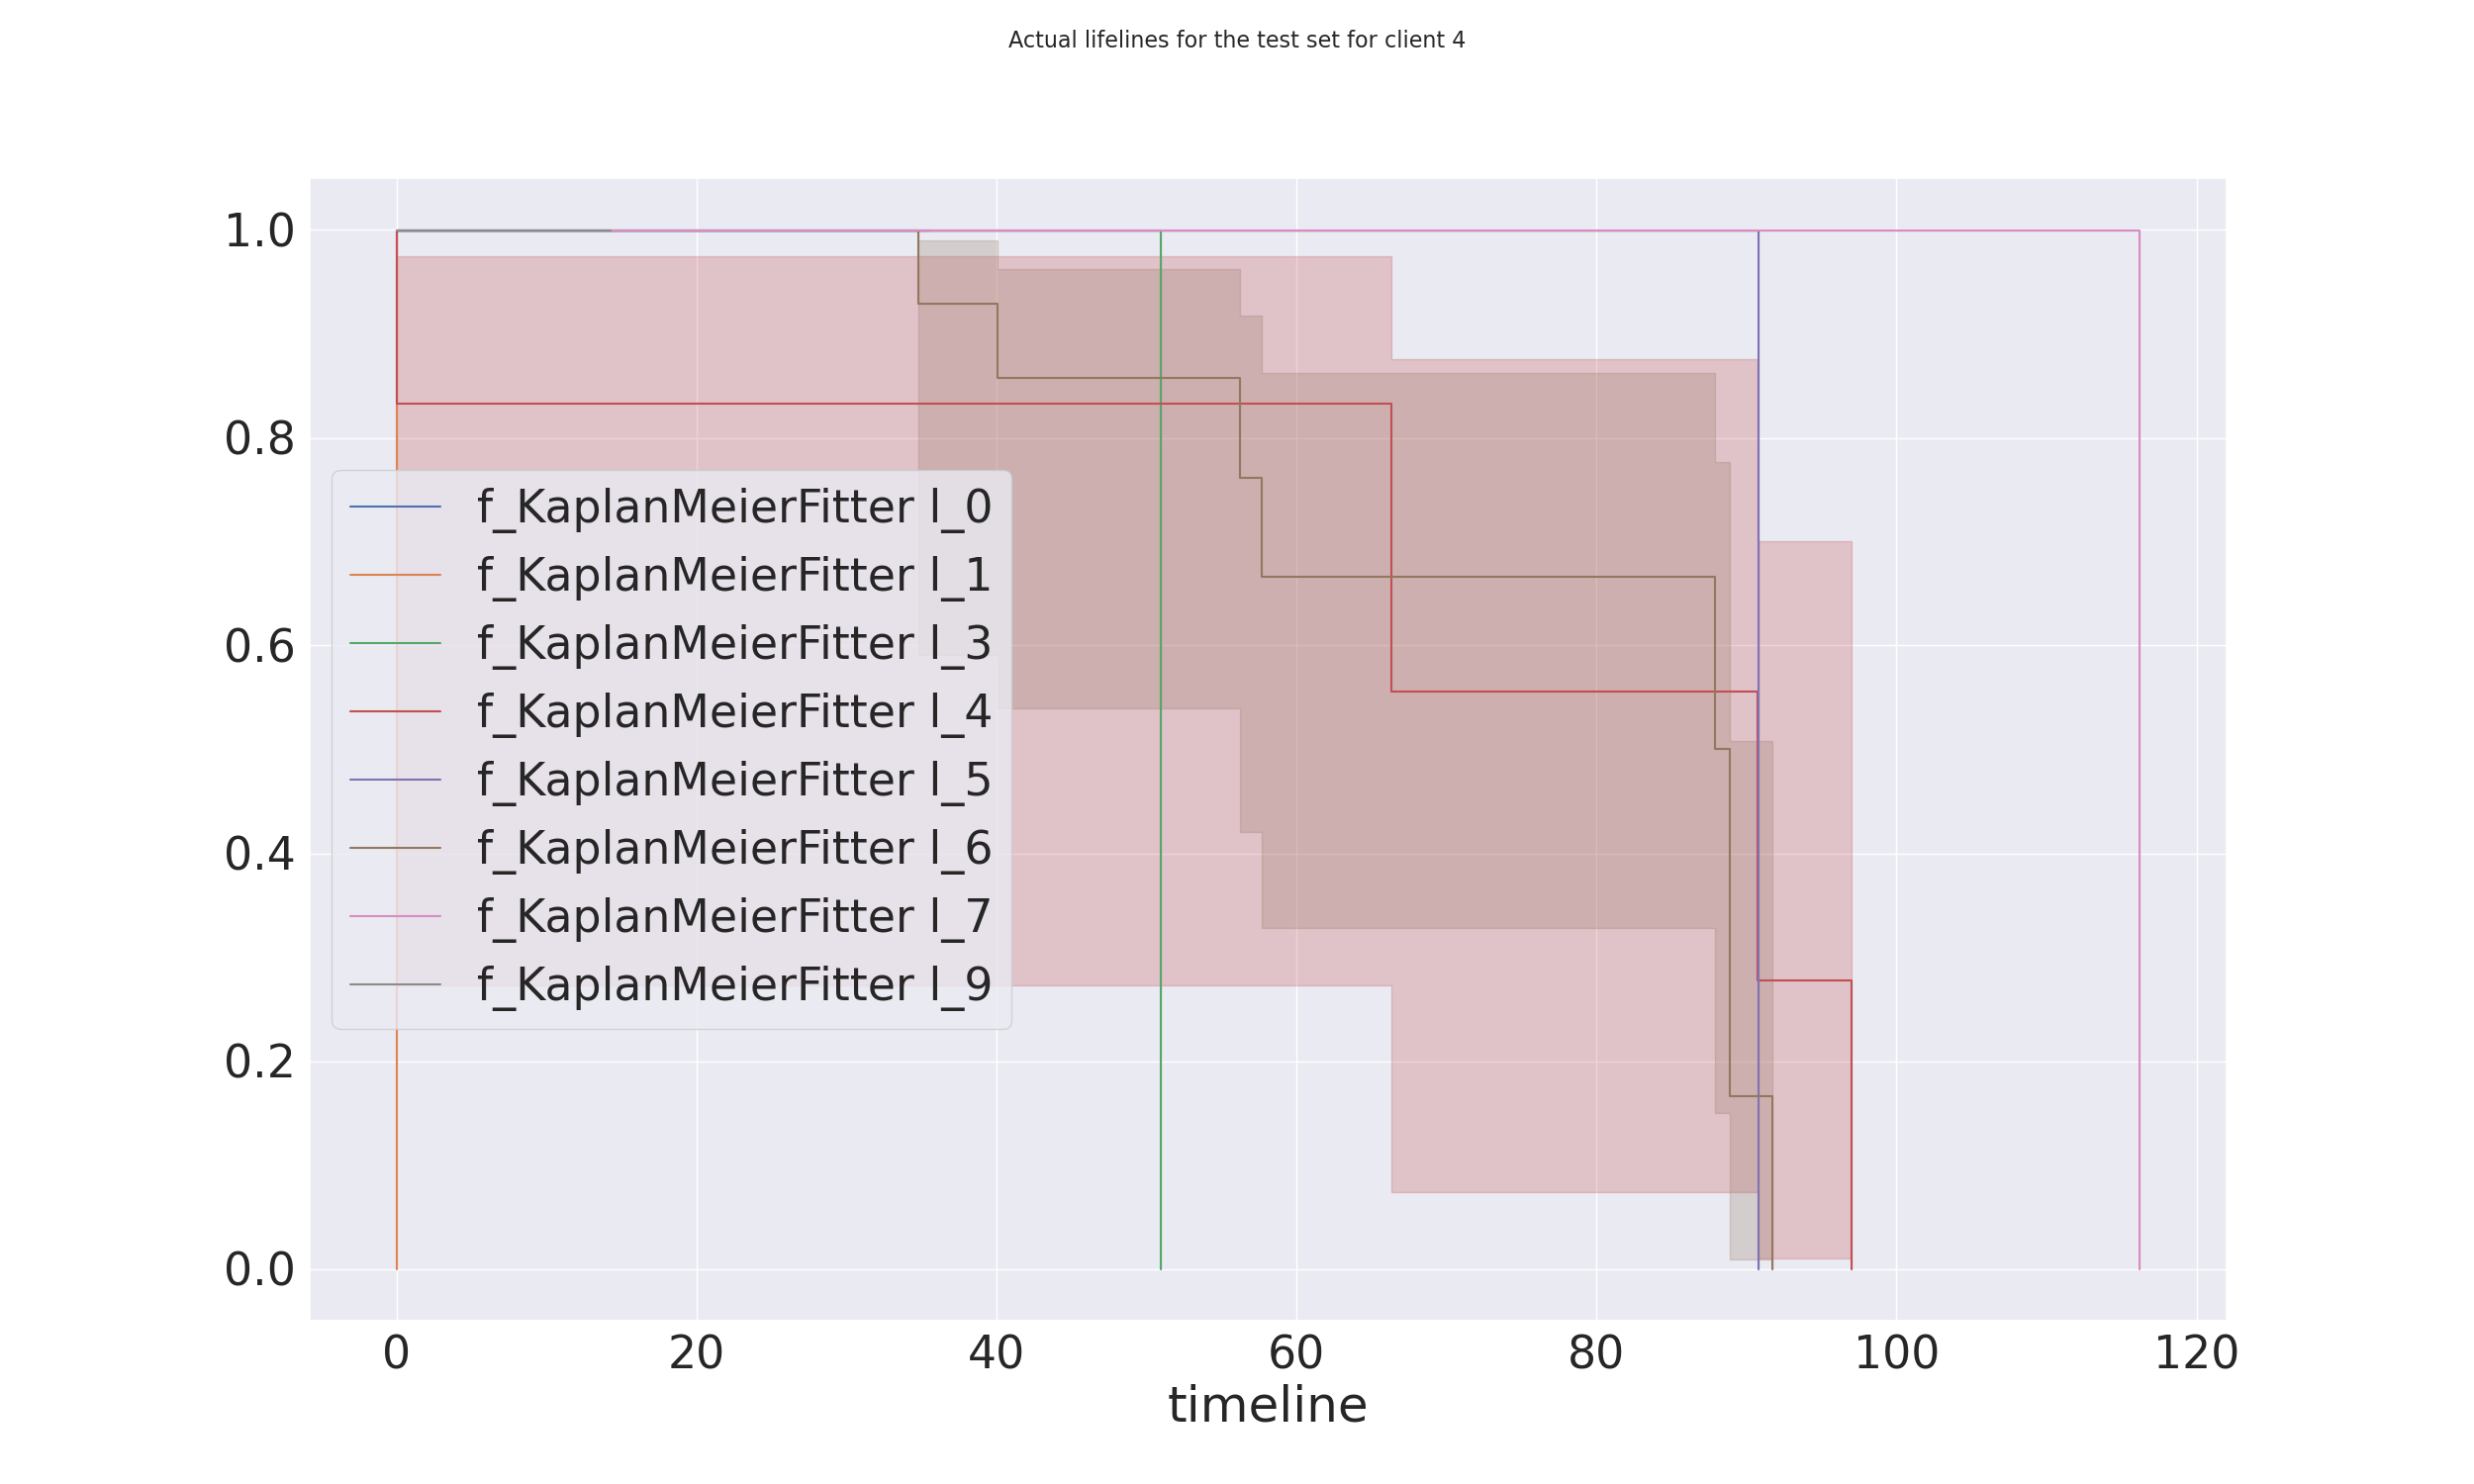 Actual lifelines for the test set for client 4
1.0
0.8
0.6
0.4
0.2
0.0
f_KaplanMeierFitter l_0
f_KaplanMeierFitter l_1
f_KaplanMeierFitter l_3
f_KaplanMeierFitter l_4
f_KaplanMeierFitter l_5
f_KaplanMeierFitter l_6
f_KaplanMeierFitter l_7
f_KaplanMeierFitter l_9
0 20 40 60 80 100 120
timeline